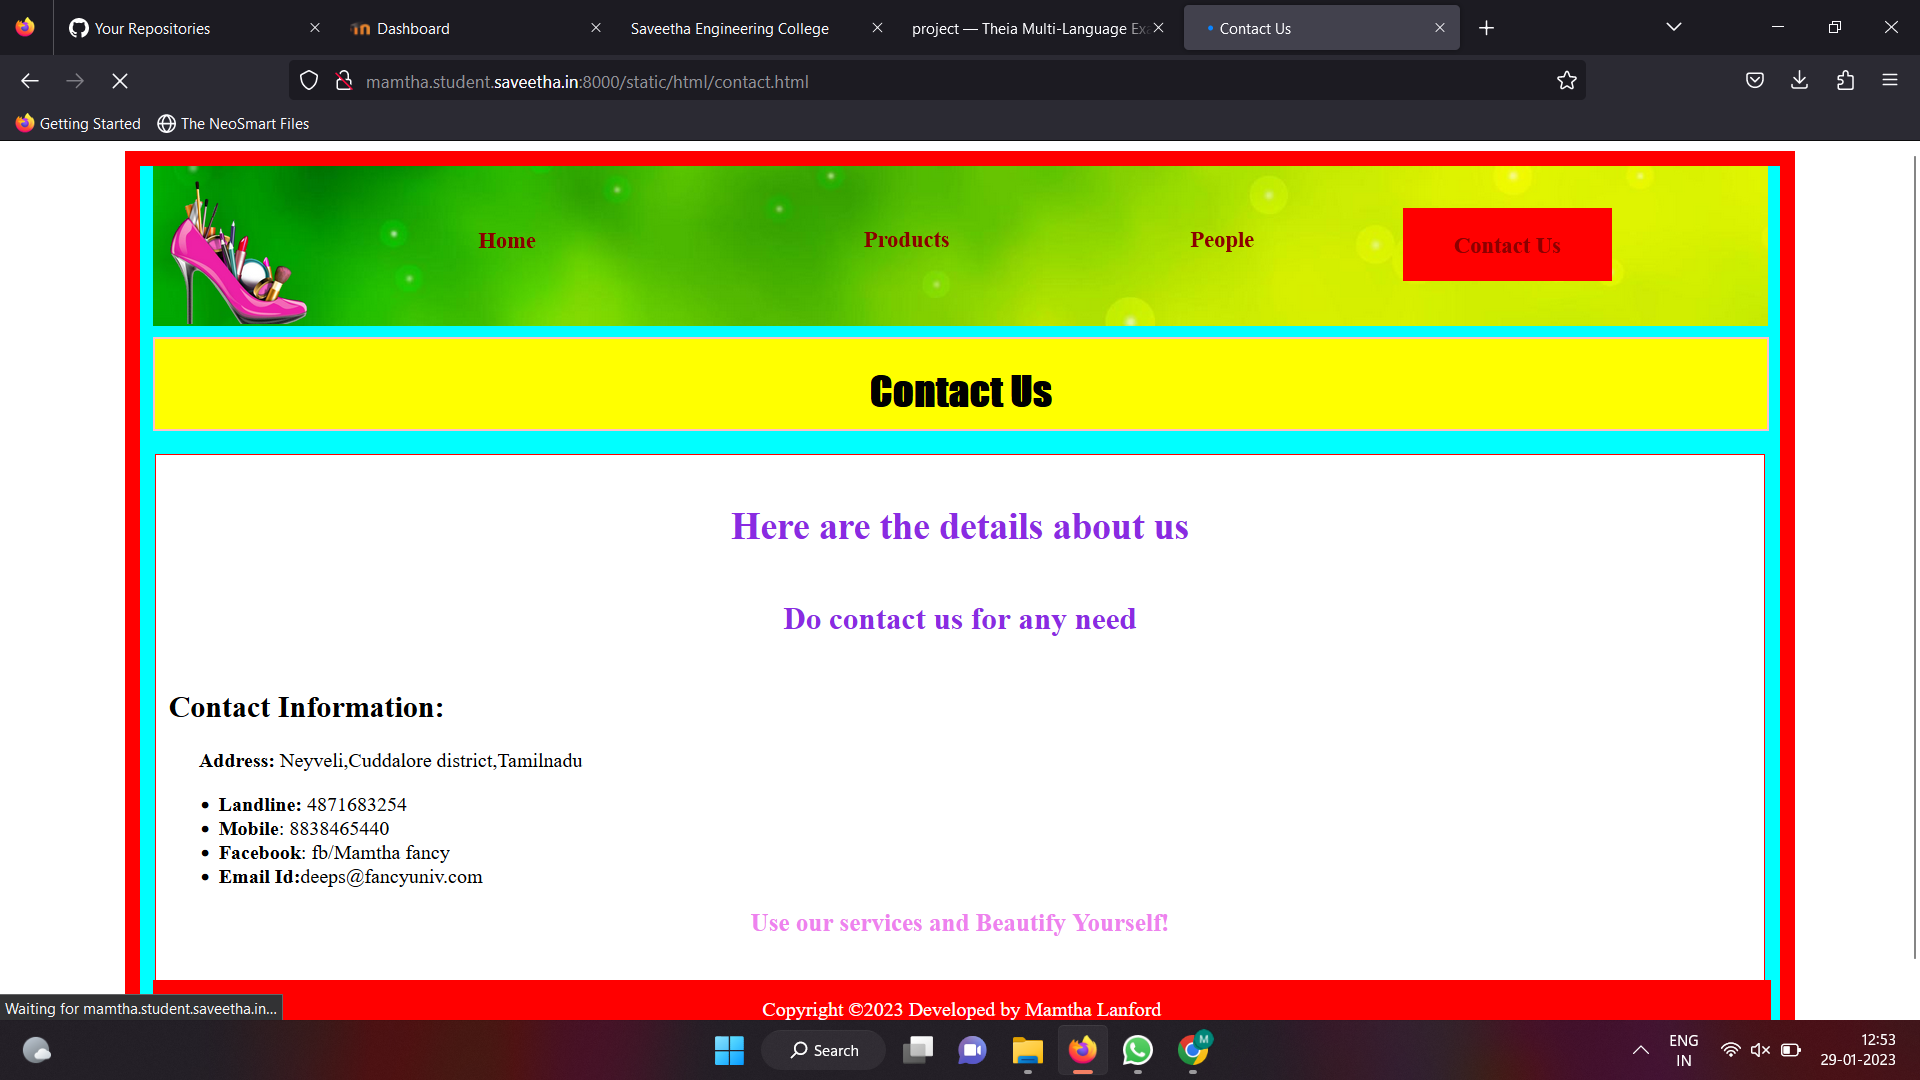 Your Repositories
Dashboard
Saveetha Engineering College
project — Theia Multi-Language
Contact Us
mamtha.student.saveetha.in:8000/static/html/contact.html
Getting Started
The NeoSmart Files
Home
Products
People
Contact Us
Contact Us
Here are the details about us
Do contact us for any need
Contact Information:
Address: Neyveli,Cuddalore district,Tamilnadu
Landline: 4871683254
Mobile: 8838465440
Facebook: fb/Mamtha fancy
Email Id:deeps@fancyuniv.com
Use our services and Beautify Yourself!
Copyright ©2023 Developed by Mamtha Lanford
Waiting for mamtha.student.saveetha.in...
Search
M
ENG
IN
12:53
29-01-2023